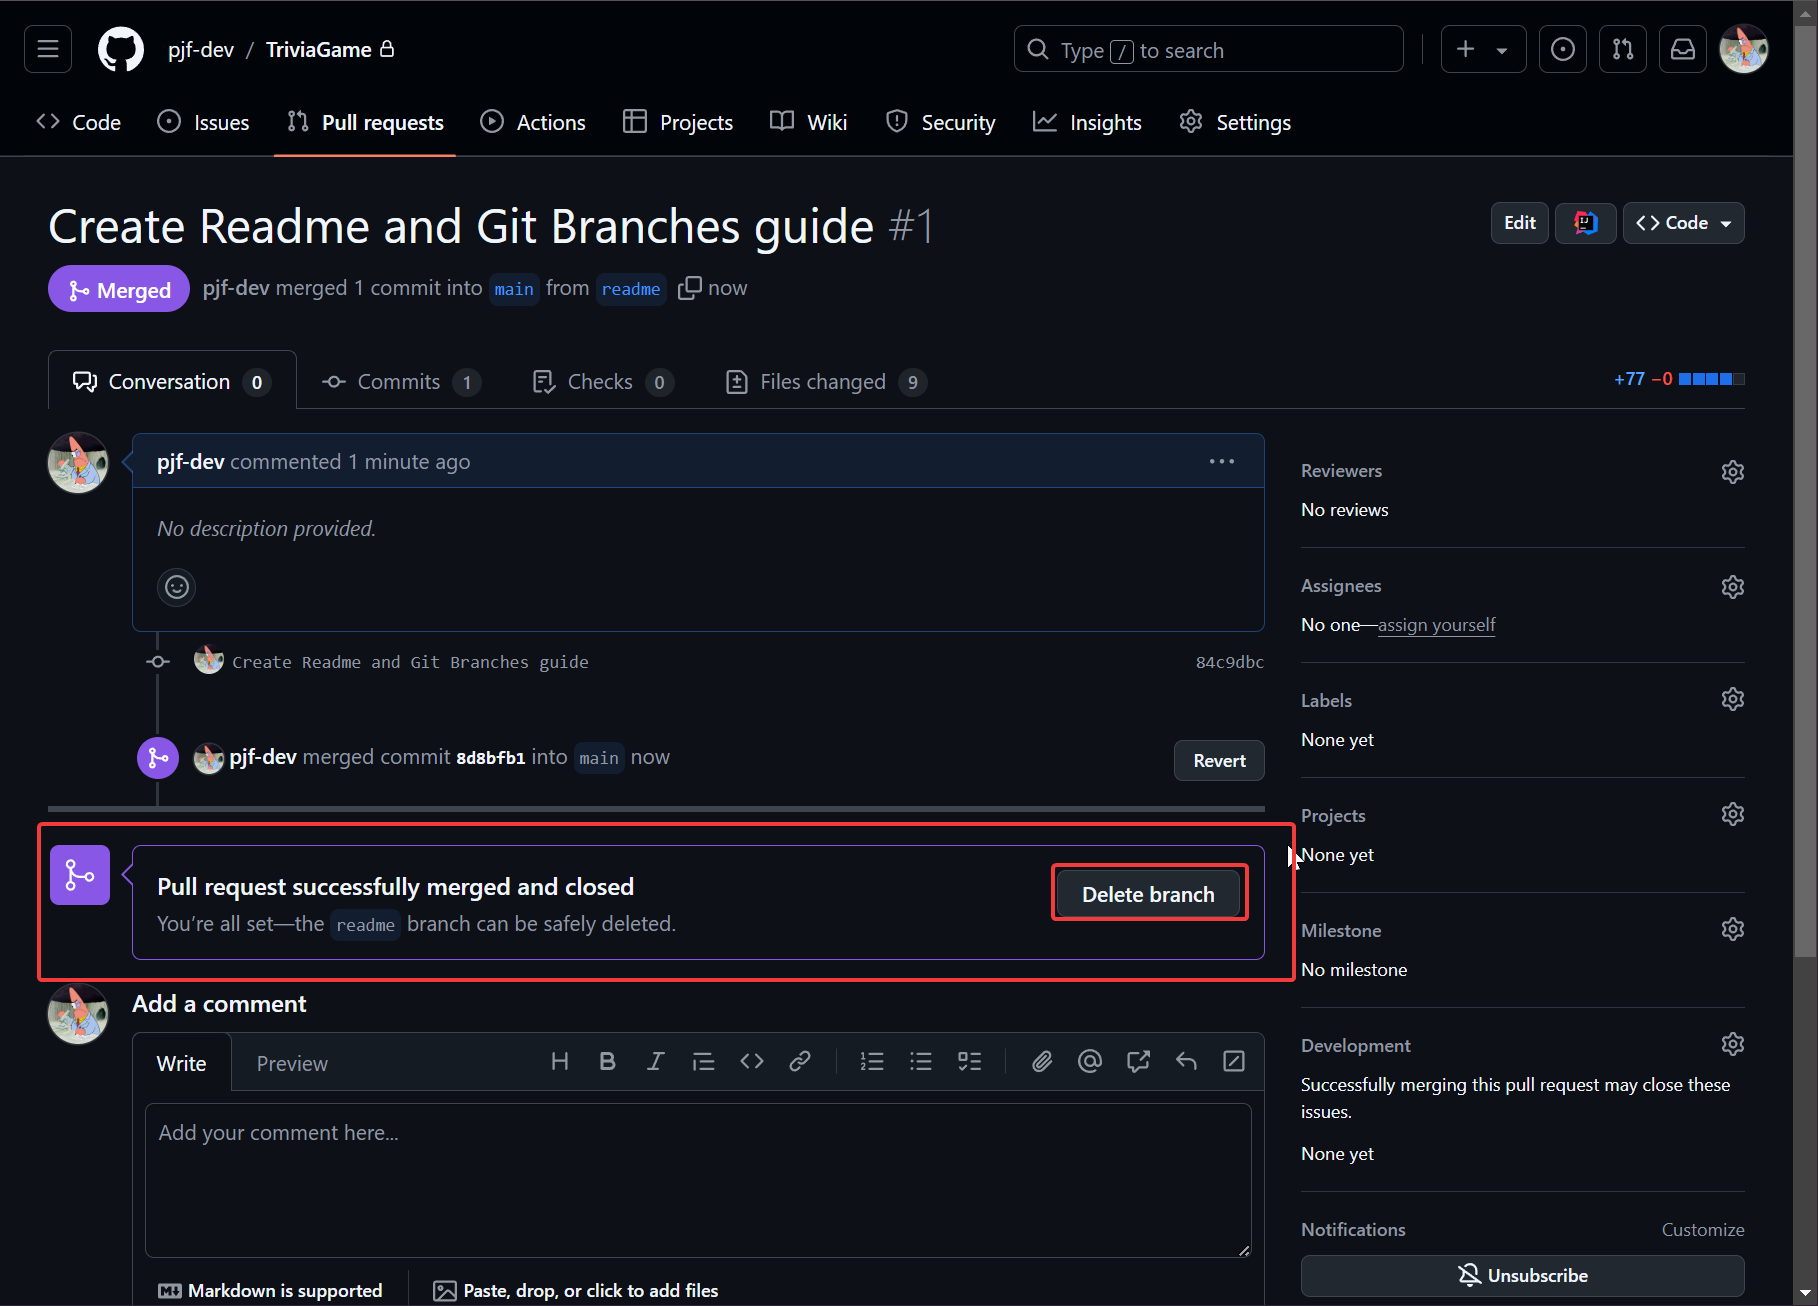 pjf-dev / TriviaGame
Type / to search
Code Issues Pull requests Actions Projects Wiki Security Insights Settings
Create Readme and Git Branches guide #1
Edit
Code
Merged
pjf-dev merged 1 commit into main from readme now
Conversation 0
Commits 1
Checks 0
Files changed 9
+77 −0
pjf-dev commented 1 minute ago
No description provided.
Create Readme and Git Branches guide 84c9dbc
pjf-dev merged commit 8d8bfb1 into main now
Revert
Pull request successfully merged and closed
You’re all set—the readme branch can be safely deleted.
Delete branch
Add a comment
Write
Preview
Add your comment here...
Markdown is supported
Paste, drop, or click to add files
Reviewers
No reviews
Assignees
No one—assign yourself
Labels
None yet
Projects
None yet
Milestone
No milestone
Development
Successfully merging this pull request may close these
issues.
None yet
Notifications
Customize
Unsubscribe